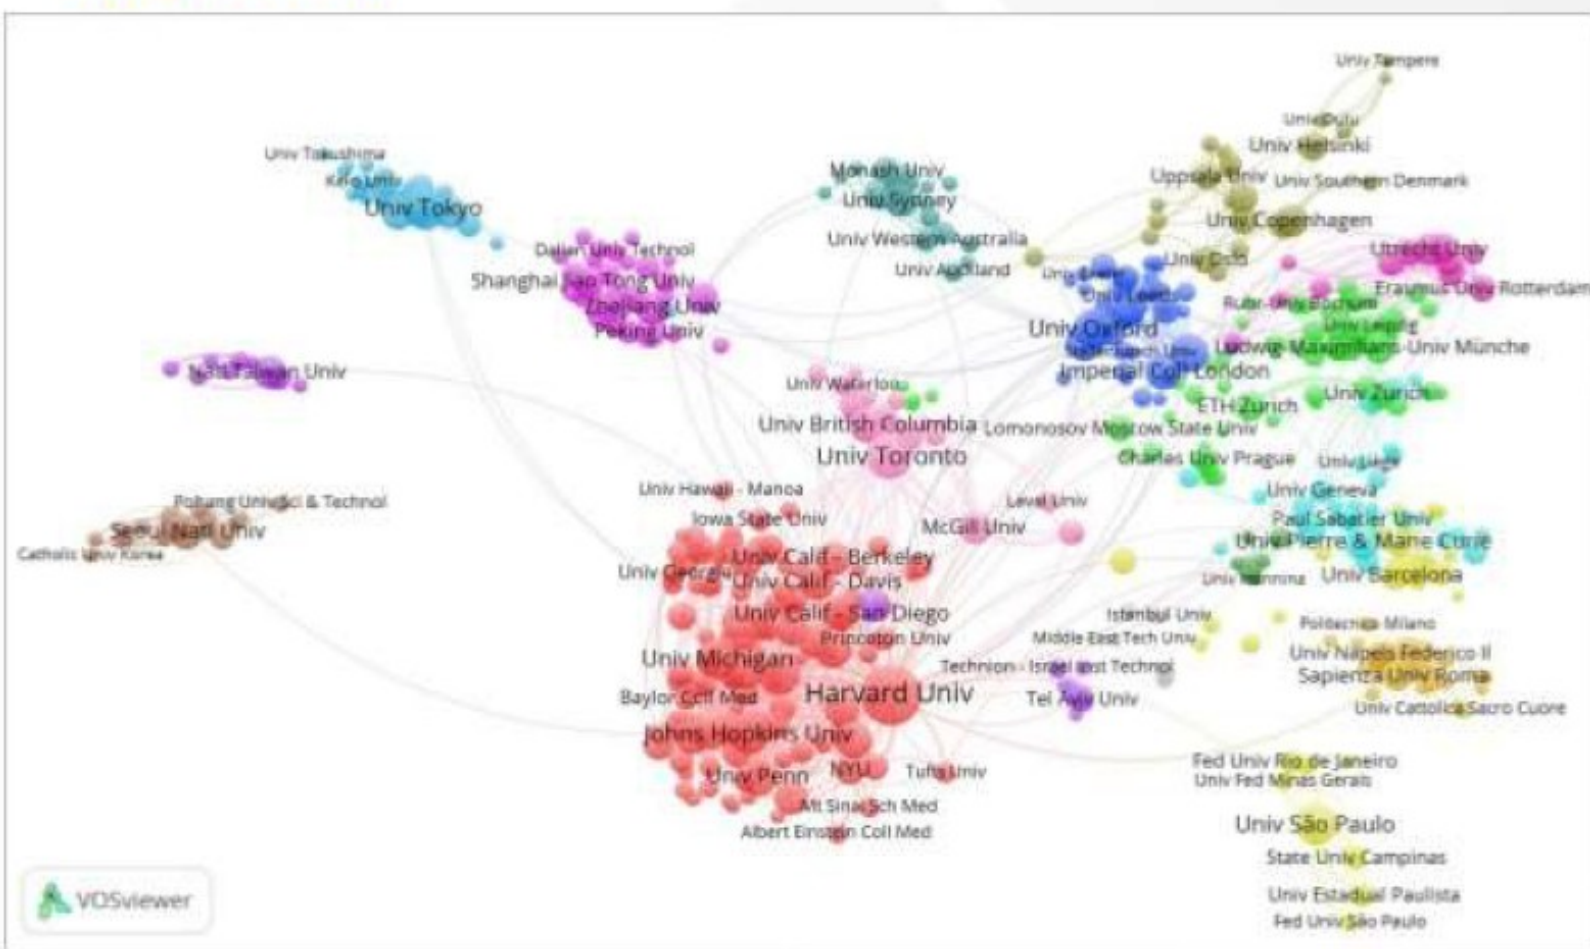 Univ Tampere
Univ Oulu
Univ Helsinki
Univ Tokushima
Monash Univ
Uppsala Univ
Univ Southern Denmark
Keio Univ
Univ Tokyo
Univ Sydney
Univ Copenhagen
Dalian Univ Technol
Univ Western Australia
Utrecht Univ
Univ Oslo
Shanghai Jiao Tong Univ
Univ Auckland
Univ Leeds
Erasmus Univ Rotterdam
Zhejiang Univ
Ruhr-Univ Bochum
Peking Univ
Univ Oxford
Univ Leipzig
Ludwig-Maximilians-Univ Münche
Natl Taiwan Univ
Imperial Coll London
Univ Waterloo
Univ Zurich
ETH Zurich
Univ British Columbia
Lomonosov Moscow State Univ
Univ Toronto
Charles Univ Prague
Univ Liege
Univ Hawaii - Manoa
Univ Geneva
Pohang Univ Sci & Technol
Laval Univ
Iowa State Univ
McGill Univ
Paul Sabatier Univ
Seoul Natl Univ
Univ Pierre & Marie Curie
Catholic Univ Korea
Univ Calif - Berkeley
Univ Georgia
Univ Calif - Davis
Univ Barcelona
Univ Calif - San Diego
Istanbul Univ
Politecnico Milano
Princeton Univ
Middle East Tech Univ
Univ Naples Federico II
Univ Michigan
Technion - Israel Inst Technol
Sapienza Univ Roma
Baylor Coll Med
Harvard Univ
Tel Aviv Univ
Univ Cattolica Sacro Cuore
Johns Hopkins Univ
Fed Univ Rio de Janeiro
Univ Penn
NYU
Tufts Univ
Univ Fed Minas Gerais
Mt Sinai Sch Med
Albert Einstein Coll Med
Univ São Paulo
State Univ Campinas
Univ Estadual Paulista
Fed Univ São Paulo
VOSviewer